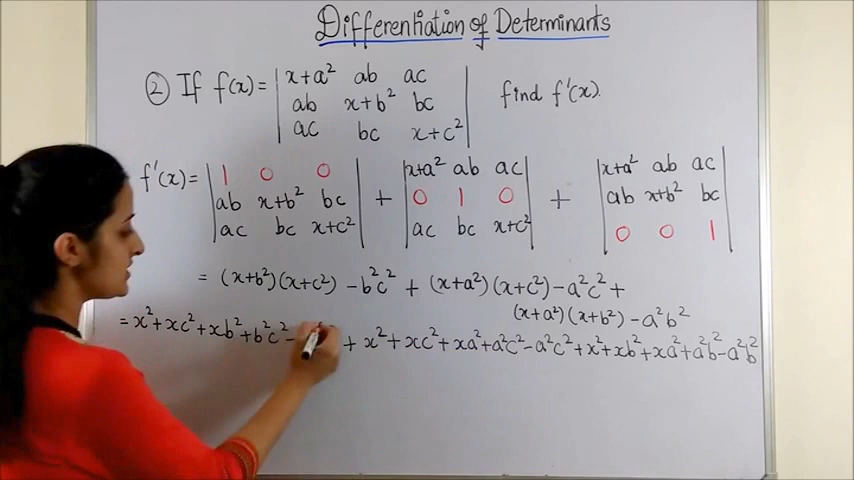 Differentiation of Determinants
② If f(x) = | x+a² ab ac | find f'(x).
| ab x+b² bc |
| ac bc x+c² |
f'(x) = | 1 0 0 | + | x+a² ab ac | + | x+a² ab ac |
| ab x+b² bc | | 0 1 0 | | ab x+b² bc |
| ac bc x+c² | | ac bc x+c² | | 0 0 1 |
= (x+b²)(x+c²) - b²c² + (x+a²)(x+c²) - a²c² +
(x+a²)(x+b²) - a²b²
= x² + xc² + xb² + b²c² - + x² + xc² + xa² + a²c² - a²c² + x² + xb² + xa² + a²b² - a²b²